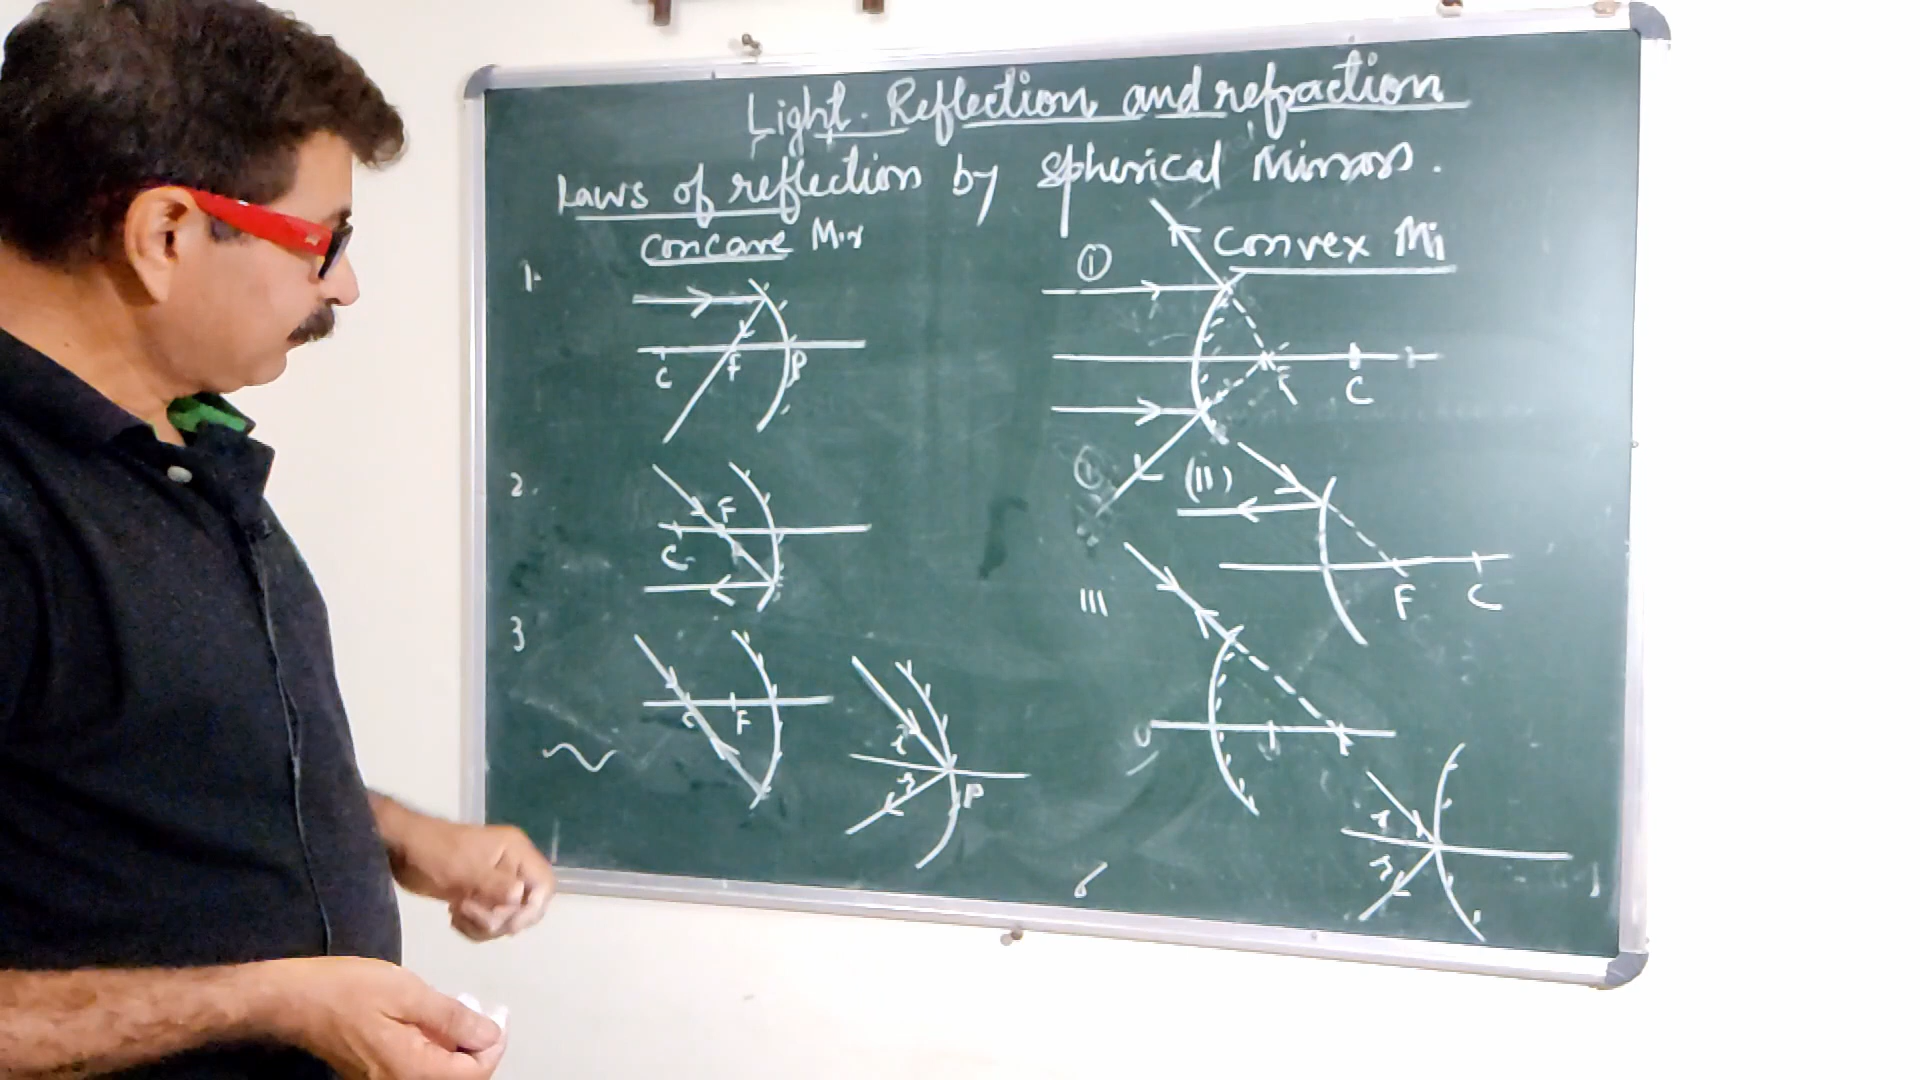 Light. Reflection and refraction
Laws of reflection by spherical Mirrors.
concave Mir
convex Mi
1.
①
C F P
F C
2.
(II)
F
C
F C
3
III
C F
i
r P
i
r